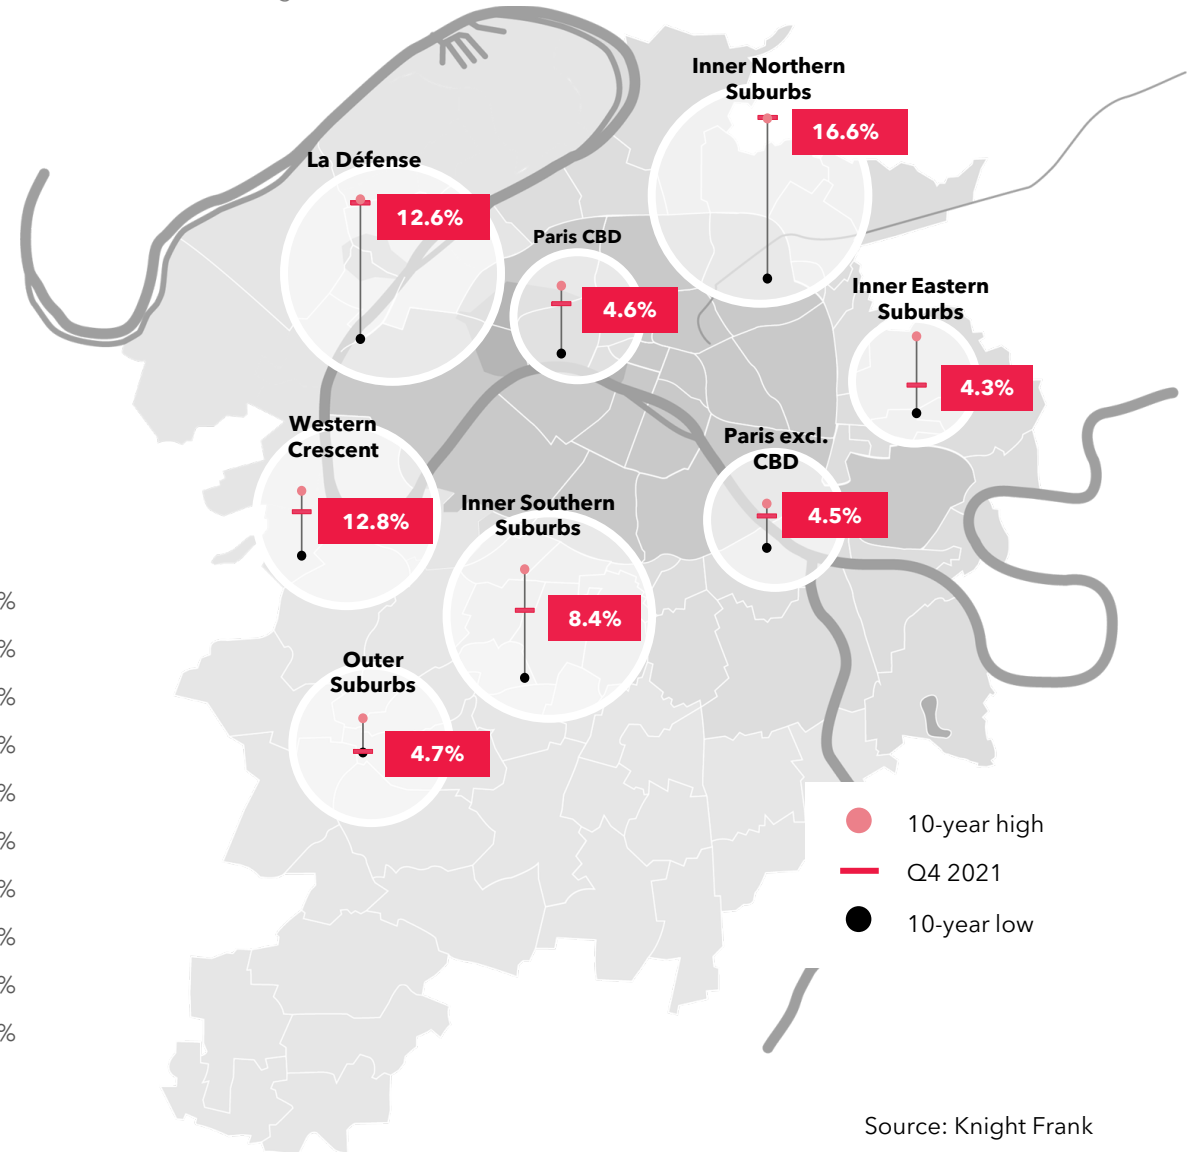 Inner Northern
Suburbs
16.6%
La Défense
12.6%
Paris CBD
4.6%
Inner Eastern
Suburbs
4.3%
Western
Crescent
12.8%
Paris excl.
CBD
4.5%
Inner Southern
Suburbs
8.4%
Outer
Suburbs
4.7%
%
%
%
%
%
%
%
%
%
%
10-year high
Q4 2021
10-year low
Source: Knight Frank